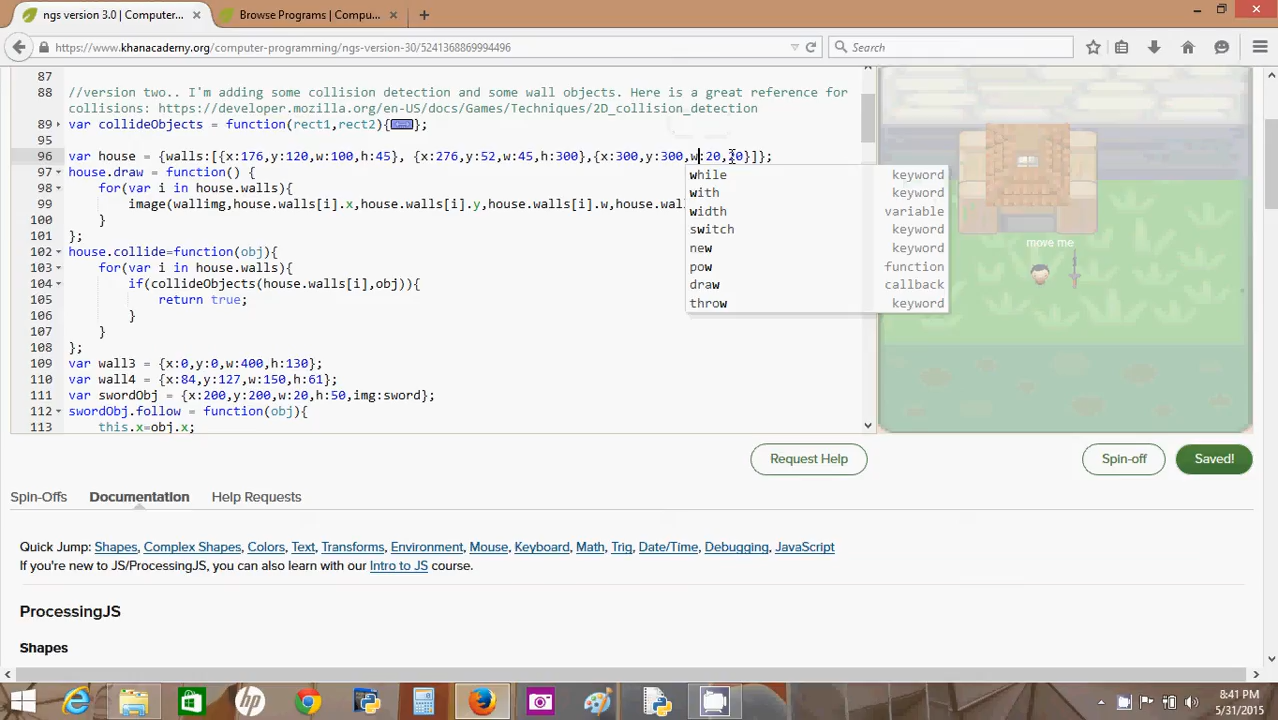 ngs version 3.0 | Computer... × Browse Programs | Compu... × +
https://www.khanacademy.org/computer-programming/ngs-version-30/5241368869994496 Search
87
88 //version two.. I'm adding some collision detection and some wall objects. Here is a great reference for
collisions: https://developer.mozilla.org/en-US/docs/Games/Techniques/2D_collision_detection
89 var collideObjects = function(rect1,rect2){};
95
96 var house = {walls:[{x:176,y:120,w:100,h:45}, {x:276,y:52,w:45,h:300},{x:300,y:300,w:20,20}]};
97 house.draw = function() {
98 for(var i in house.walls){
99 image(wallimg,house.walls[i].x,house.walls[i].y,house.walls[i].w,house.wal
100 }
101 };
102 house.collide=function(obj){
103 for(var i in house.walls){
104 if(collideObjects(house.walls[i],obj)){
105 return true;
106 }
107 }
108 };
109 var wall3 = {x:0,y:0,w:400,h:130};
110 var wall4 = {x:84,y:127,w:150,h:61};
111 var swordObj = {x:200,y:200,w:20,h:50,img:sword};
112 swordObj.follow = function(obj){
113 this.x=obj.x;
while keyword
with keyword
width variable
switch keyword
new keyword
pow function
draw callback
throw keyword
move me
Request Help Spin-off Saved!
Spin-Offs Documentation Help Requests
Quick Jump: Shapes, Complex Shapes, Colors, Text, Transforms, Environment, Mouse, Keyboard, Math, Trig, Date/Time, Debugging, JavaScript
If you're new to JS/ProcessingJS, you can also learn with our Intro to JS course.
ProcessingJS
Shapes
8:41 PM
5/31/2015